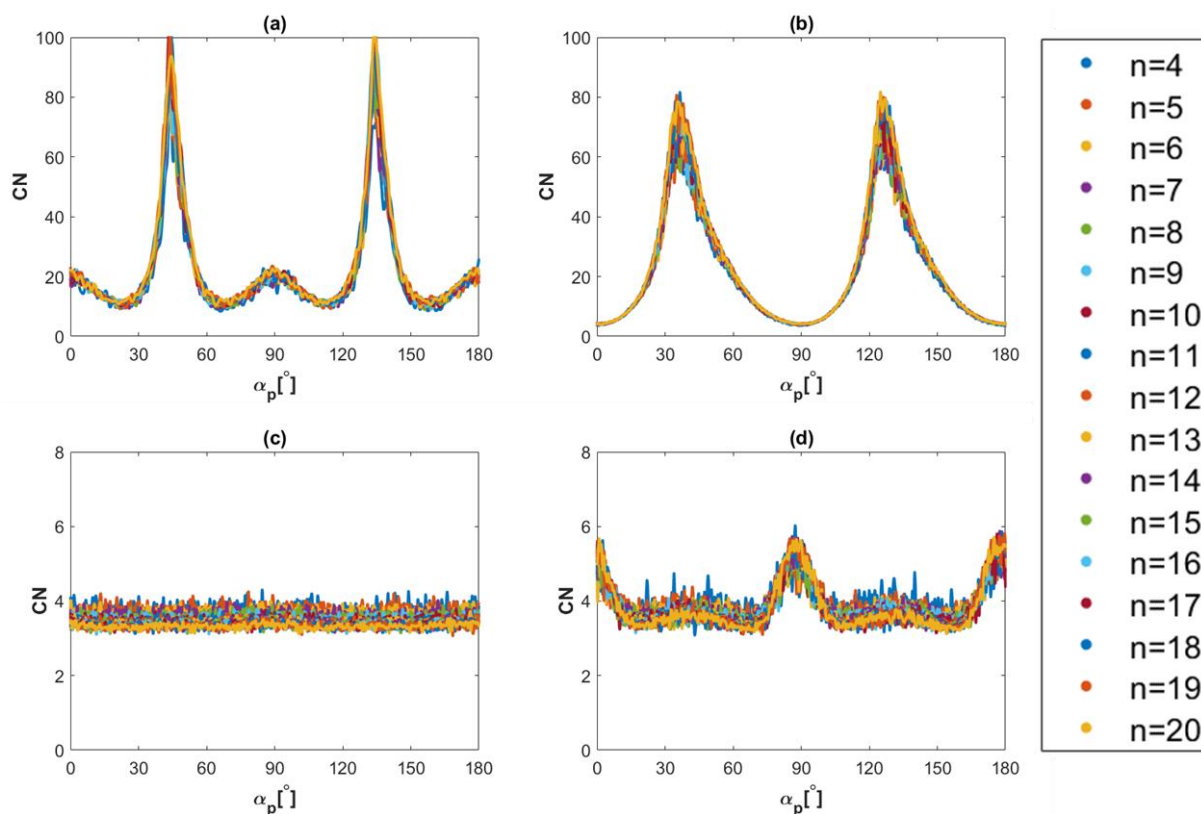 (a)
100
80
60
40
20
0
CN
0 30 60 90 120 150 180
αp[°]
(b)
100
80
60
40
20
0
CN
0 30 60 90 120 150 180
αp[°]
(c)
8
6
4
2
0
CN
0 30 60 90 120 150 180
αp[°]
(d)
8
6
4
2
0
CN
0 30 60 90 120 150 180
αp[°]
n=4
n=5
n=6
n=7
n=8
n=9
n=10
n=11
n=12
n=13
n=14
n=15
n=16
n=17
n=18
n=19
n=20